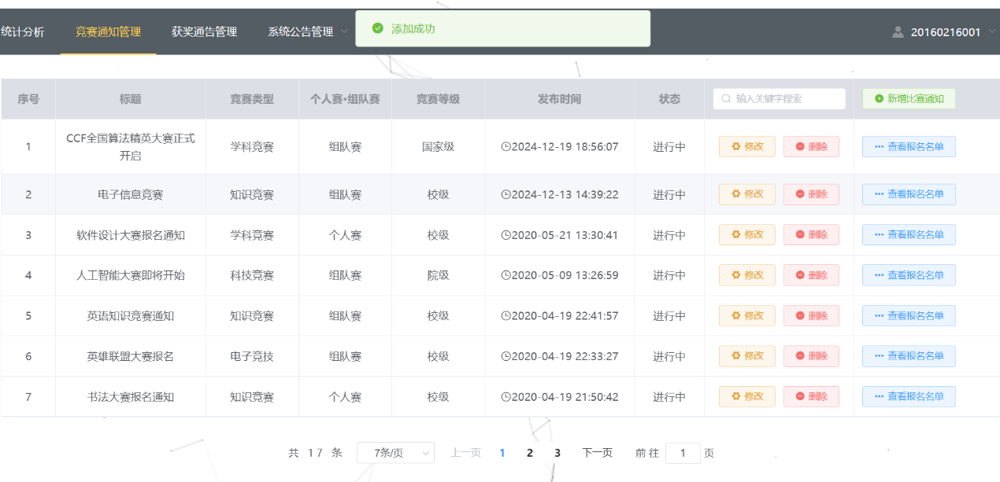 统计分析 竞赛通知管理 获奖通告管理 系统公告管理 添加成功 20160216001
序号 标题 竞赛类型 个人赛·组队赛 竞赛等级 发布时间 状态 输入关键字搜索 新增比赛通知
1 CCF全国算法精英大赛正式
开启 学科竞赛 组队赛 国家级 2024-12-19 18:56:07 进行中 修改 删除 查看报名名单
2 电子信息竞赛 知识竞赛 组队赛 校级 2024-12-13 14:39:22 进行中 修改 删除 查看报名名单
3 软件设计大赛报名通知 学科竞赛 个人赛 校级 2020-05-21 13:30:41 进行中 修改 删除 查看报名名单
4 人工智能大赛即将开始 科技竞赛 组队赛 院级 2020-05-09 13:26:59 进行中 修改 删除 查看报名名单
5 英语知识竞赛通知 知识竞赛 组队赛 校级 2020-04-19 22:41:57 进行中 修改 删除 查看报名名单
6 英雄联盟大赛报名 电子竞技 组队赛 校级 2020-04-19 22:33:27 进行中 修改 删除 查看报名名单
7 书法大赛报名通知 知识竞赛 个人赛 校级 2020-04-19 21:50:42 进行中 修改 删除 查看报名名单
共 17 条 7条/页 上一页 1 2 3 下一页 前往 1 页